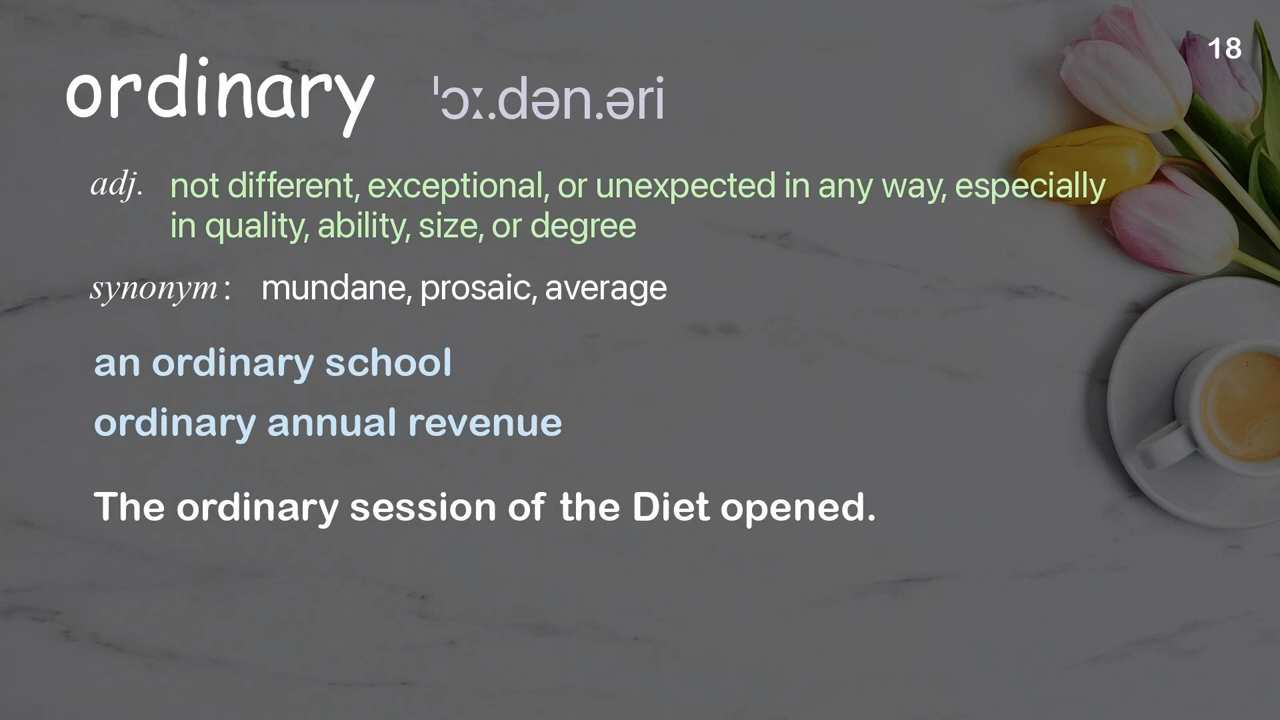 18
ordinary ˈɔː.dən.əri
adj. not different, exceptional, or unexpected in any way, especially
in quality, ability, size, or degree
synonym : mundane, prosaic, average
an ordinary school
ordinary annual revenue
The ordinary session of the Diet opened.